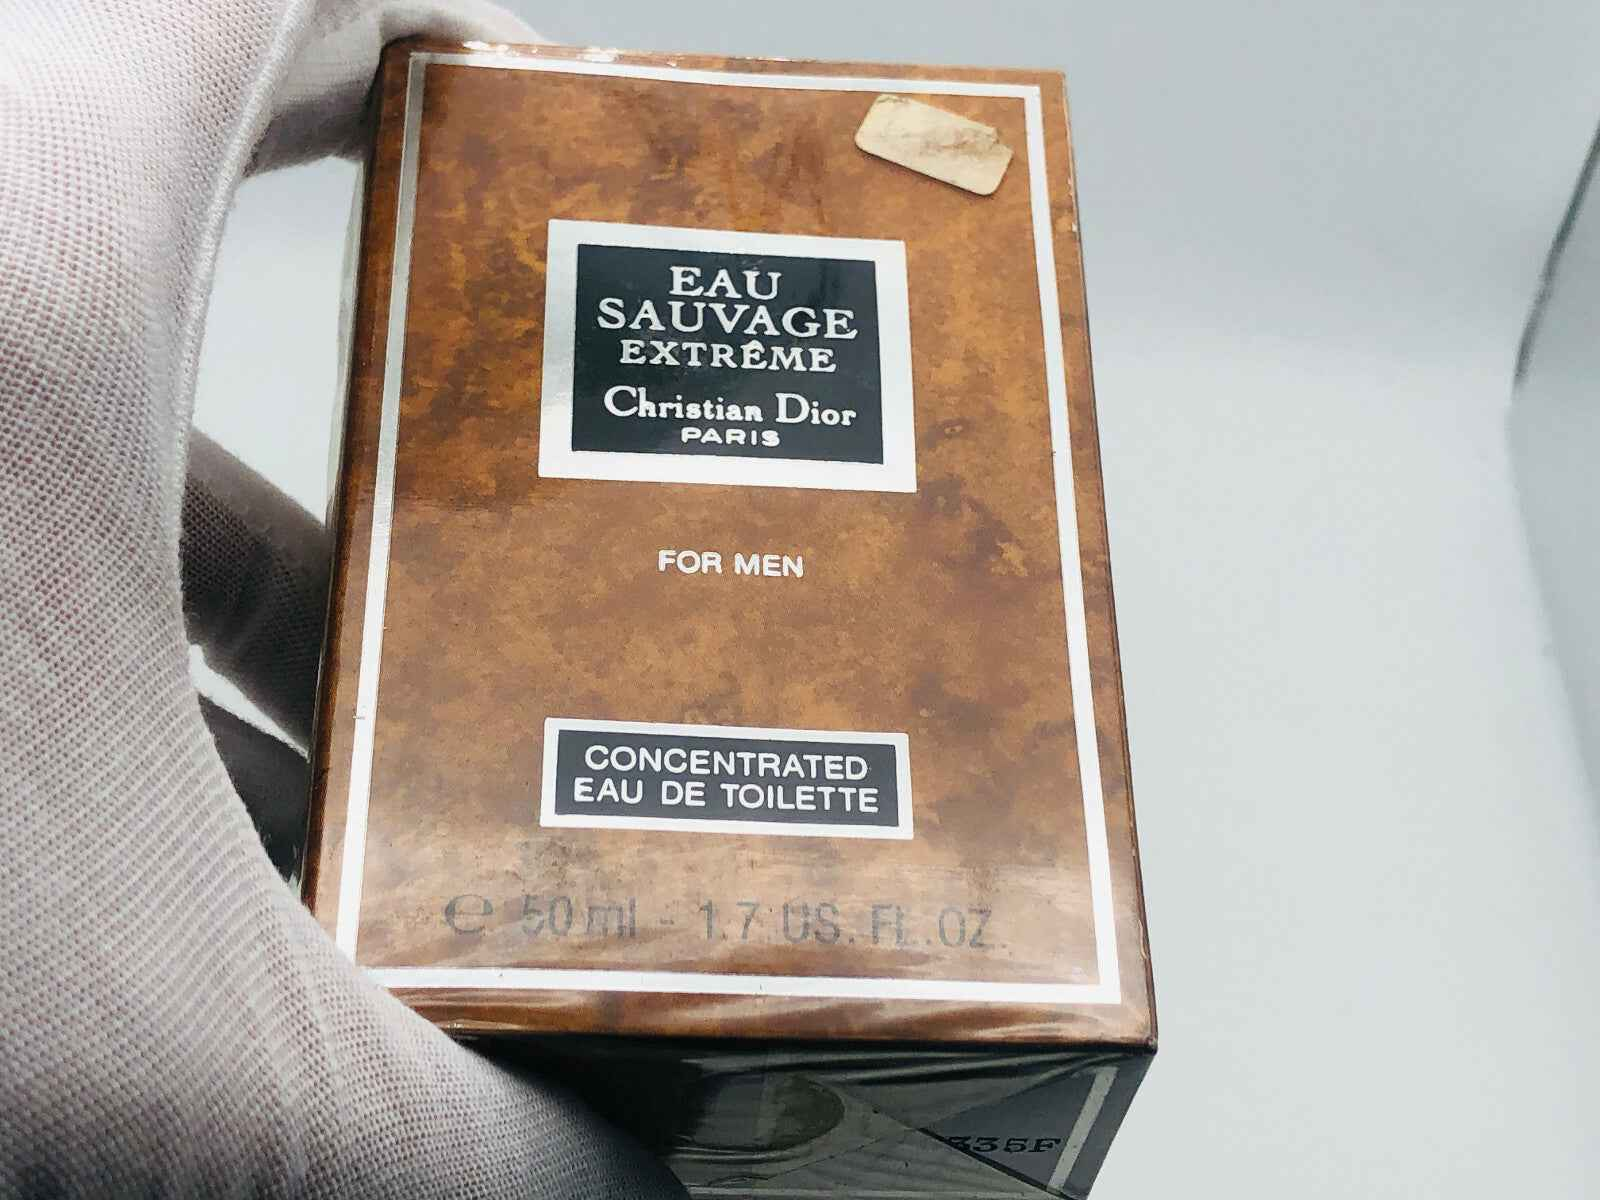 EAU
SAUVAGE
EXTRÊME
Christian Dior
PARIS
FOR MEN
CONCENTRATED
EAU DE TOILETTE
e 50 ml - 1.7 US. FL. OZ.
335F